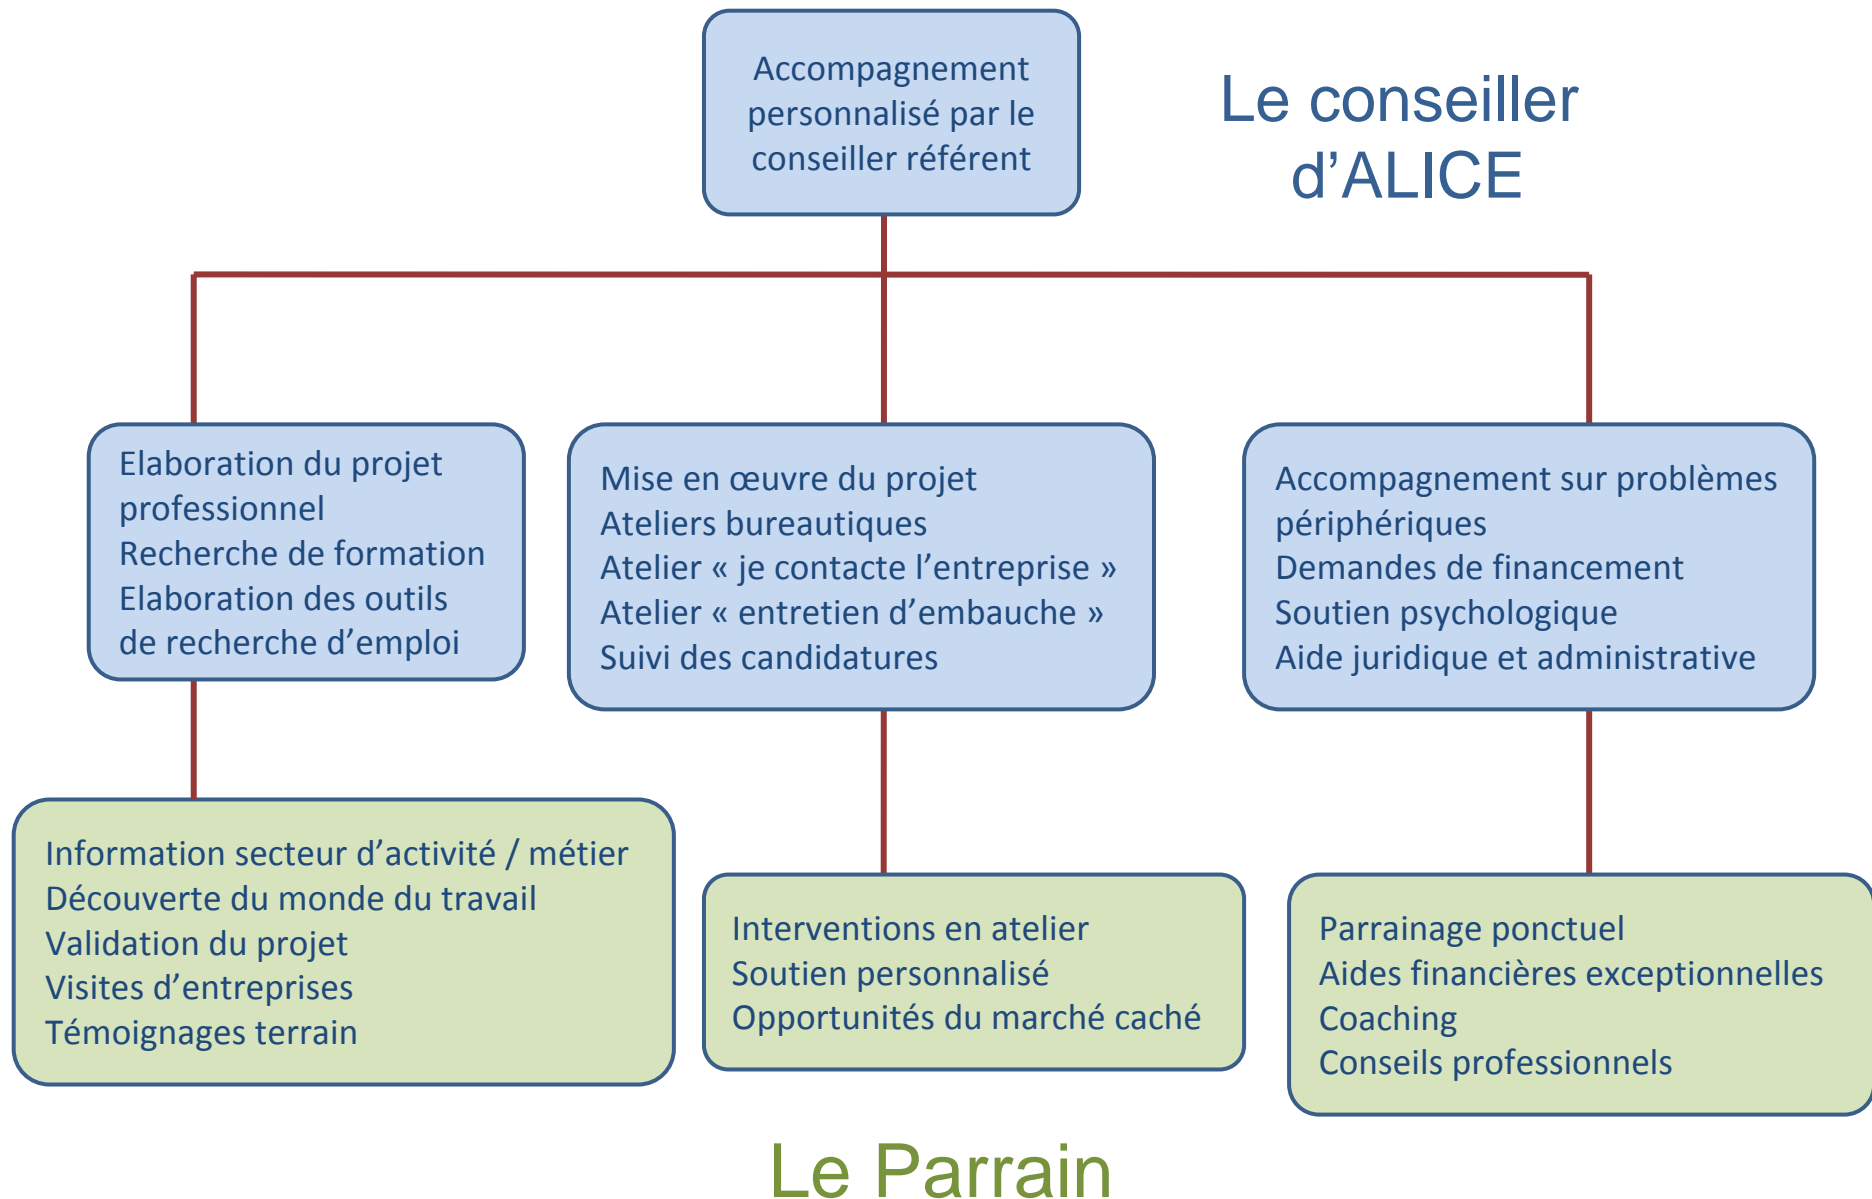 Accompagnement
personnalisé par le
conseiller référent
Le conseiller
d’ALICE
Elaboration du projet
professionnel
Recherche de formation
Elaboration des outils
de recherche d’emploi
Mise en œuvre du projet
Ateliers bureautiques
Atelier « je contacte l’entreprise »
Atelier « entretien d’embauche »
Suivi des candidatures
Accompagnement sur problèmes
périphériques
Demandes de financement
Soutien psychologique
Aide juridique et administrative
Information secteur d’activité / métier
Découverte du monde du travail
Validation du projet
Visites d’entreprises
Témoignages terrain
Interventions en atelier
Soutien personnalisé
Opportunités du marché caché
Parrainage ponctuel
Aides financières exceptionnelles
Coaching
Conseils professionnels
Le Parrain